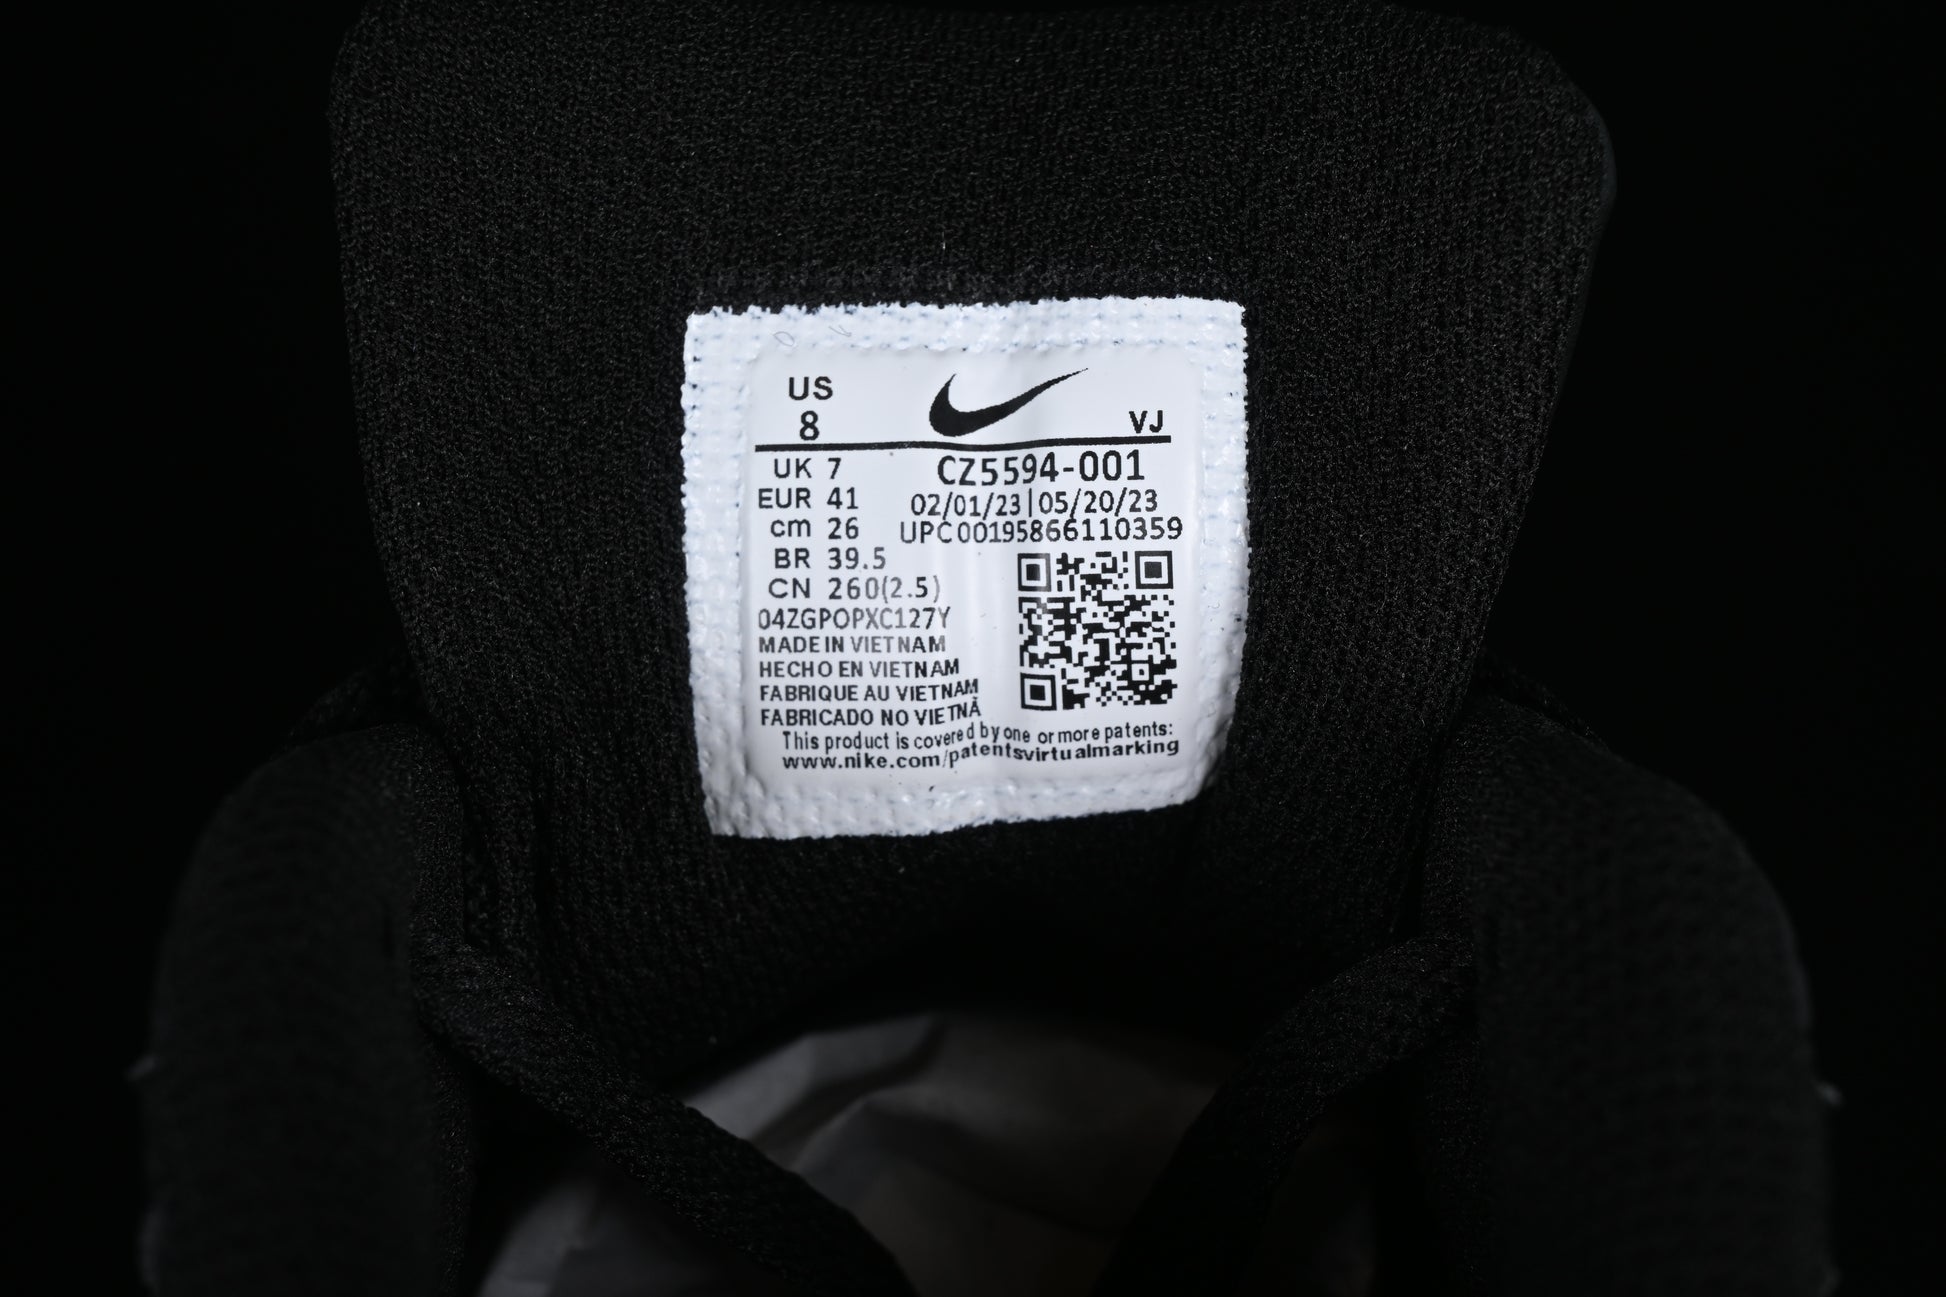 US
8
VJ
UK 7
CZ5594-001
EUR 41
02/01/23|05/20/23
cm 26
UPC00195866110359
BR 39.5
CN 260(2.5)
04ZGPOPXC127Y
MADE IN VIETNAM
HECHO EN VIETNAM
FABRIQUE AU VIETNAM
FABRICADO NO VIETNÃ
This product is covered by one or more patents:
www.nike.com/patentsvirtualmarking